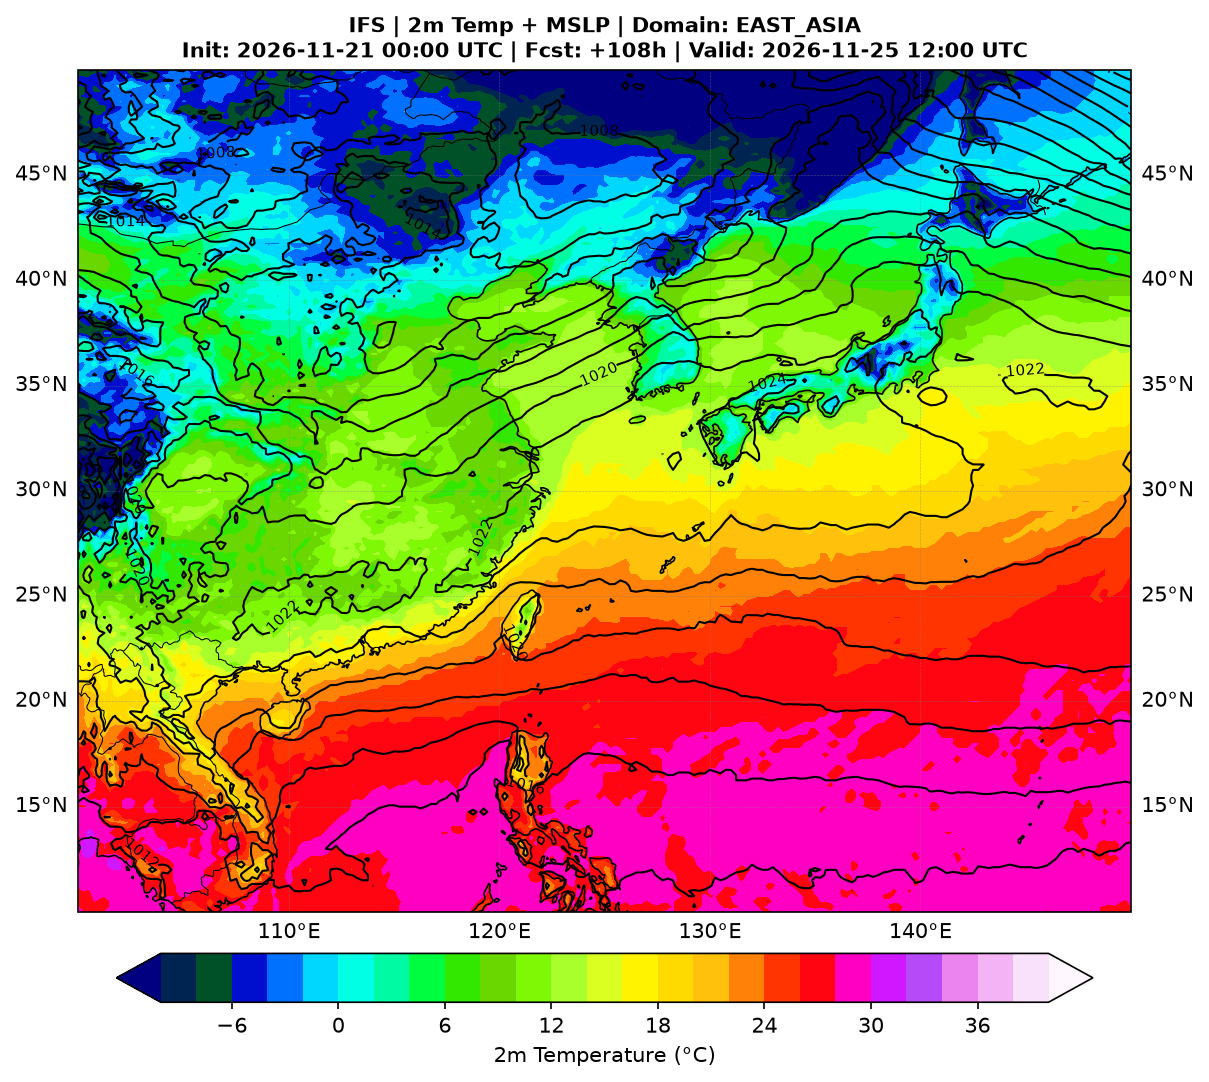 IFS | 2m Temp + MSLP | Domain: EAST_ASIA
Init: 2026-11-21 00:00 UTC | Fcst: +108h | Valid: 2026-11-25 12:00 UTC
1008
1008
45°N
45°N
1014
1014
40°N
40°N
1016
1020
1024
1022
35°N
35°N
30°N
30°N
1022
1022
25°N
25°N
20°N
20°N
1016
15°N
15°N
1012
110°E
120°E
130°E
140°E
−6
0
6
12
18
24
30
36
2m Temperature (°C)